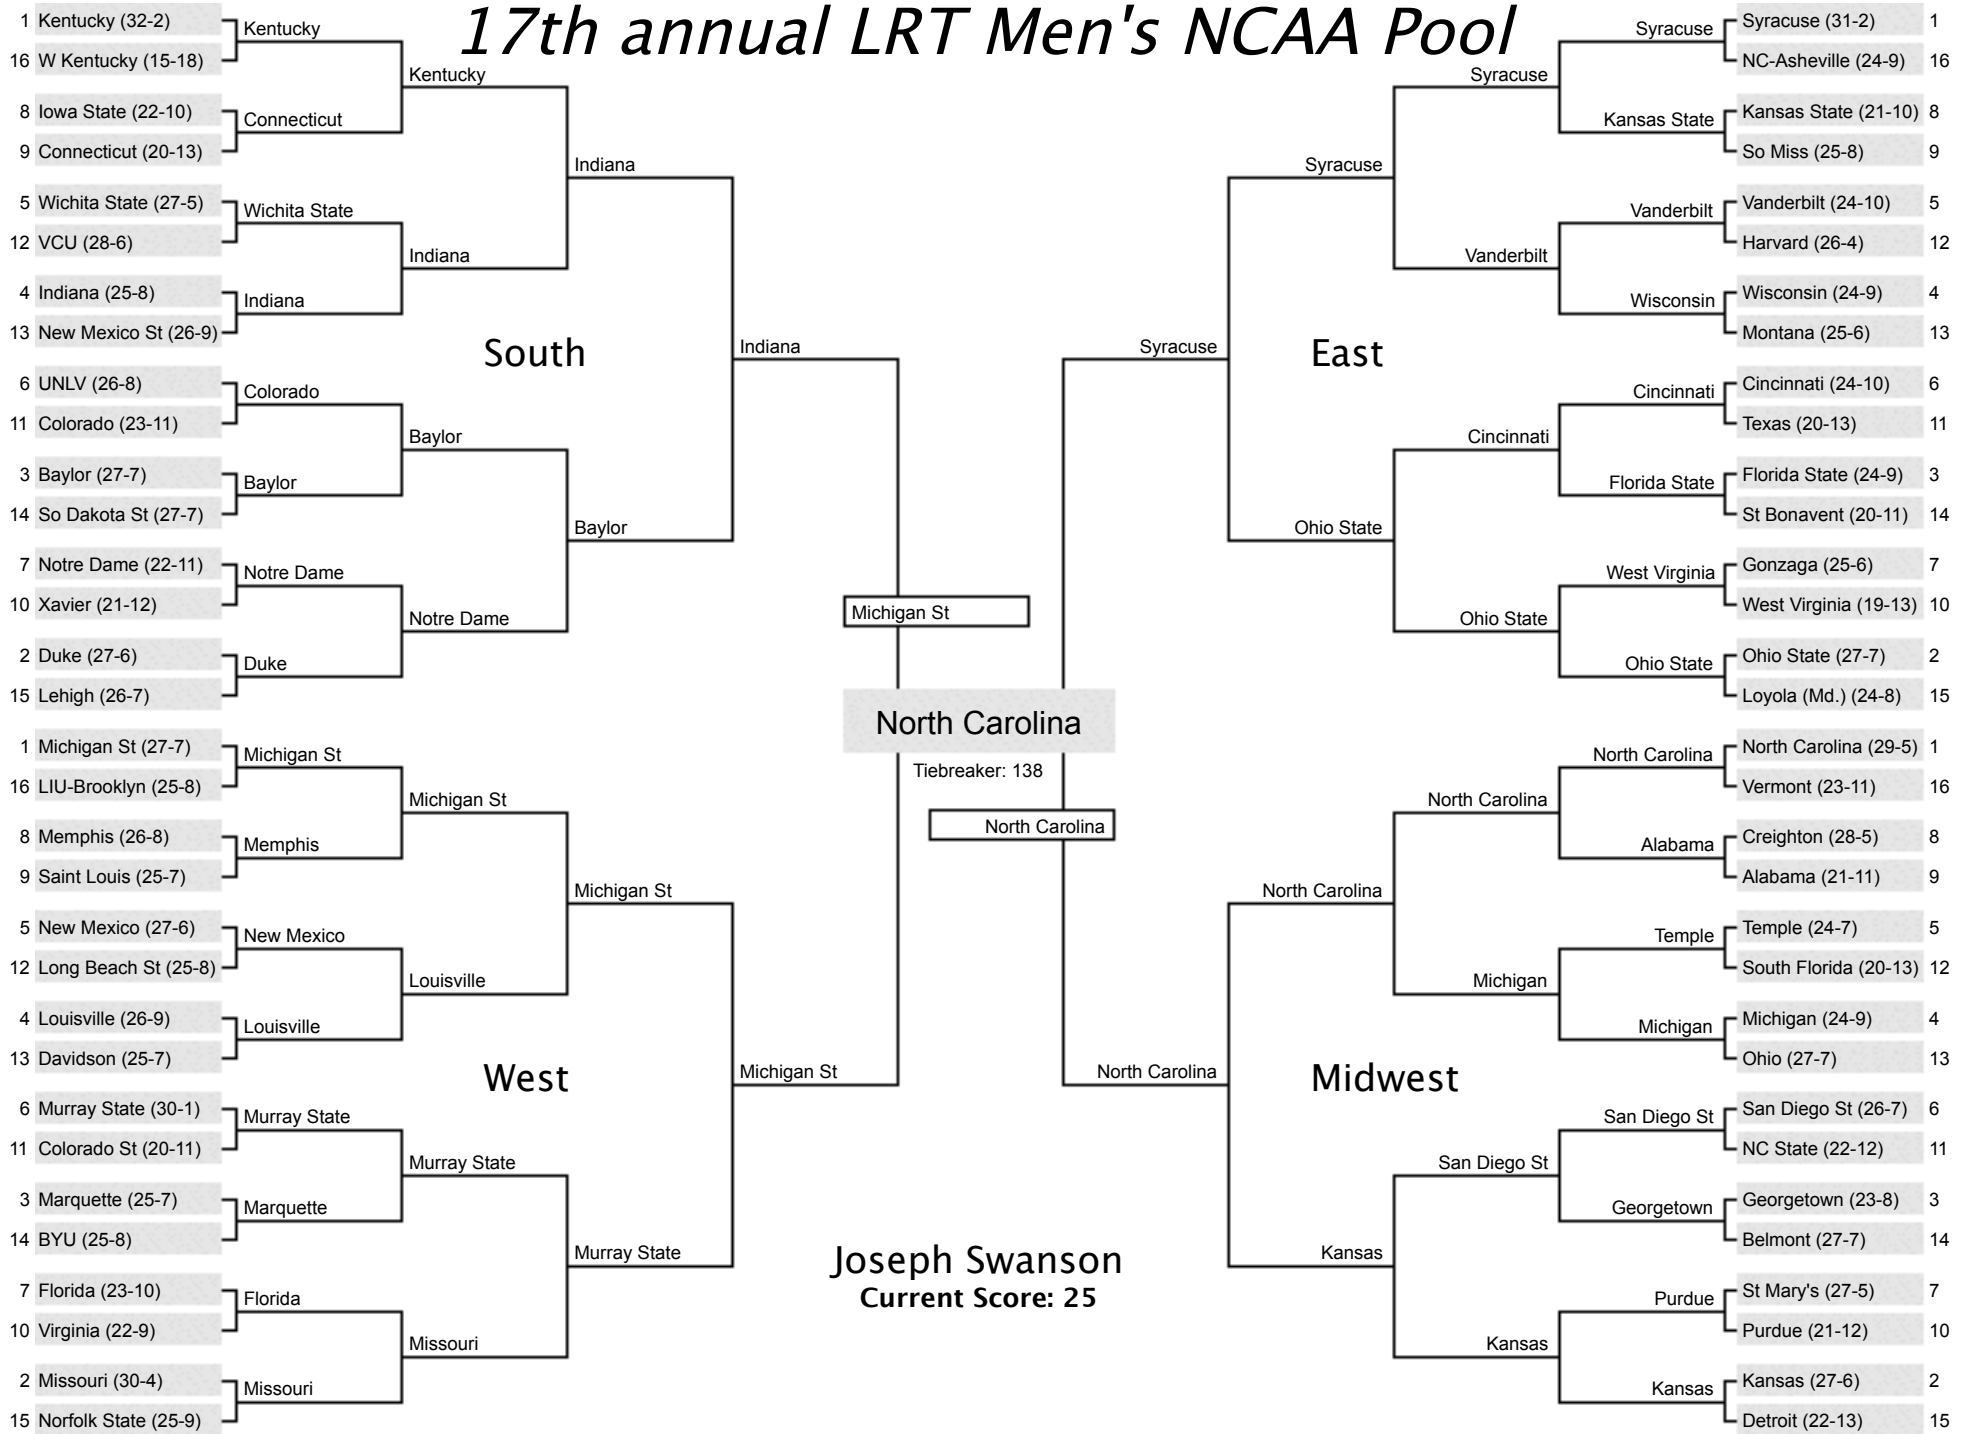 17th annual LRT Men's NCAA Pool
1 Kentucky (32-2)
16 W Kentucky (15-18)
8 Iowa State (22-10)
9 Connecticut (20-13)
5 Wichita State (27-5)
12 VCU (28-6)
4 Indiana (25-8)
13 New Mexico St (26-9)
6 UNLV (26-8)
11 Colorado (23-11)
3 Baylor (27-7)
14 So Dakota St (27-7)
7 Notre Dame (22-11)
10 Xavier (21-12)
2 Duke (27-6)
15 Lehigh (26-7)
Kentucky
Connecticut
Wichita State
Indiana
Colorado
Baylor
Notre Dame
Duke
Kentucky
Indiana
Baylor
Notre Dame
Indiana
Baylor
Indiana
South
1 Michigan St (27-7)
16 LIU-Brooklyn (25-8)
8 Memphis (26-8)
9 Saint Louis (25-7)
5 New Mexico (27-6)
12 Long Beach St (25-8)
4 Louisville (26-9)
13 Davidson (25-7)
6 Murray State (30-1)
11 Colorado St (20-11)
3 Marquette (25-7)
14 BYU (25-8)
7 Florida (23-10)
10 Virginia (22-9)
2 Missouri (30-4)
15 Norfolk State (25-9)
Michigan St
Memphis
New Mexico
Louisville
Murray State
Marquette
Florida
Missouri
Michigan St
Louisville
Murray State
Missouri
Michigan St
Murray State
Michigan St
West
Michigan St
North Carolina
Tiebreaker: 138
North Carolina
Joseph Swanson
Current Score: 25
Syracuse (31-2) 1
NC-Asheville (24-9) 16
Kansas State (21-10) 8
So Miss (25-8) 9
Vanderbilt (24-10) 5
Harvard (26-4) 12
Wisconsin (24-9) 4
Montana (25-6) 13
Cincinnati (24-10) 6
Texas (20-13) 11
Florida State (24-9) 3
St Bonavent (20-11) 14
Gonzaga (25-6) 7
West Virginia (19-13) 10
Ohio State (27-7) 2
Loyola (Md.) (24-8) 15
Syracuse
Kansas State
Vanderbilt
Wisconsin
Cincinnati
Florida State
West Virginia
Ohio State
Syracuse
Vanderbilt
Cincinnati
Ohio State
Syracuse
Ohio State
Syracuse
East
North Carolina (29-5) 1
Vermont (23-11) 16
Creighton (28-5) 8
Alabama (21-11) 9
Temple (24-7) 5
South Florida (20-13) 12
Michigan (24-9) 4
Ohio (27-7) 13
San Diego St (26-7) 6
NC State (22-12) 11
Georgetown (23-8) 3
Belmont (27-7) 14
St Mary's (27-5) 7
Purdue (21-12) 10
Kansas (27-6) 2
Detroit (22-13) 15
North Carolina
Alabama
Temple
Michigan
San Diego St
Georgetown
Purdue
Kansas
North Carolina
Michigan
San Diego St
Kansas
North Carolina
Kansas
North Carolina
Midwest